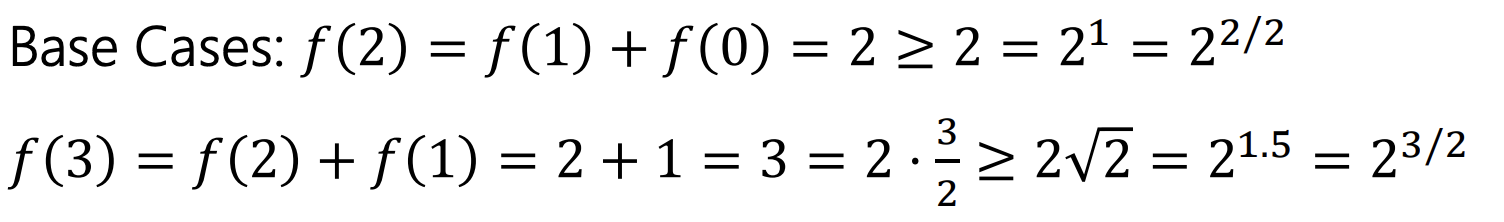 Base Cases: f(2) = f(1) + f(0) = 2 ≥ 2 = 2¹ = 2^{2/2}
f(3) = f(2) + f(1) = 2 + 1 = 3 = 2 · \frac{3}{2} ≥ 2√2 = 2^{1.5} = 2^{3/2}